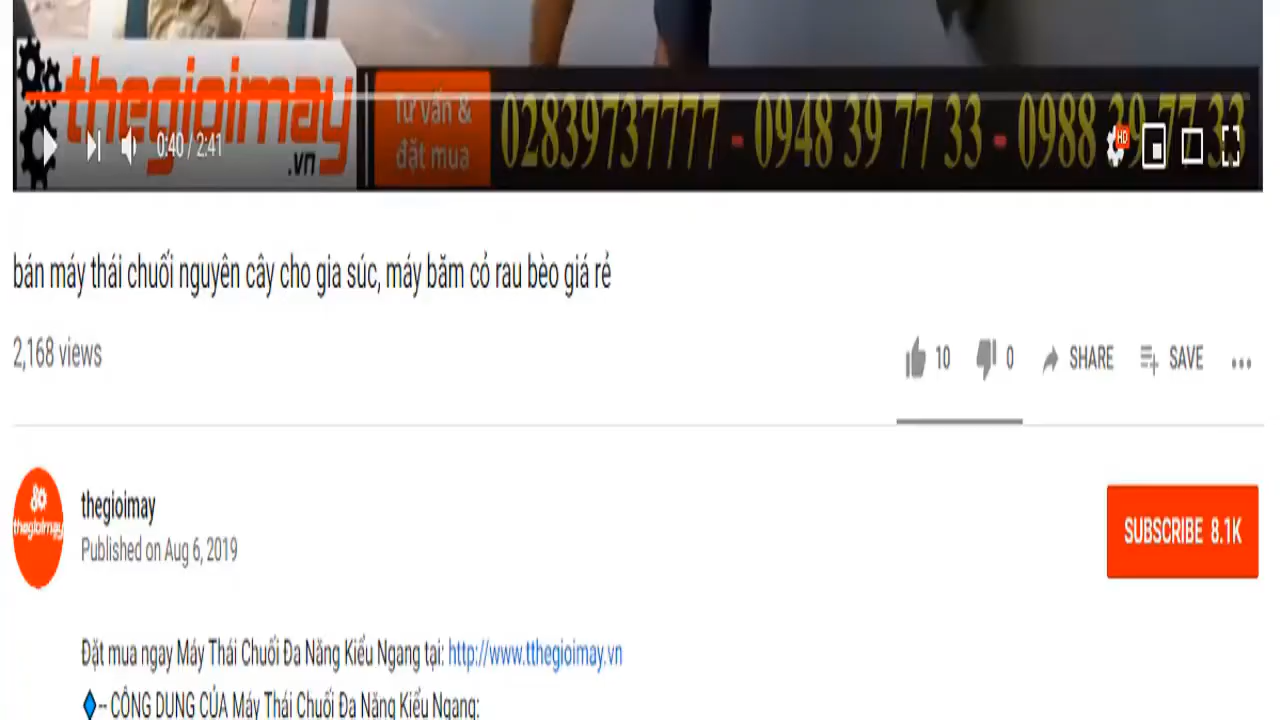 thegioimay
.vn
Tư vấn &
đặt mua
02839737777 - 0948 39 77 33 - 0988 39 77 33
0:40 / 2:41
HD
bán máy thái chuối nguyên cây cho gia súc, máy băm cỏ rau bèo giá rẻ
2,168 views
10
0
SHARE
SAVE
thegioimay
thegioimay
Published on Aug 6, 2019
SUBSCRIBE 8.1K
Đặt mua ngay Máy Thái Chuối Đa Năng Kiểu Ngang tại: http://www.tthegioimay.vn
-- CÔNG DỤNG CỦA Máy Thái Chuối Đa Năng Kiểu Ngang: